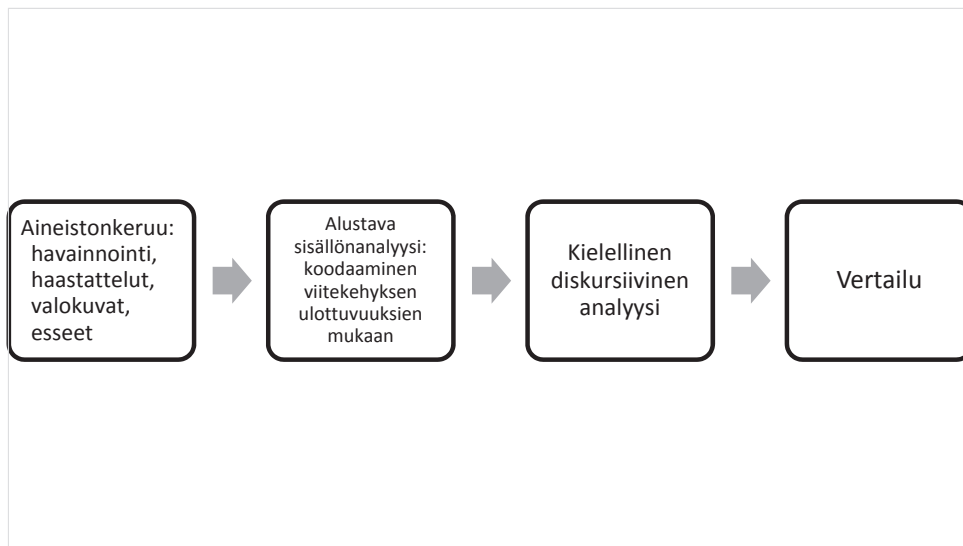 Aineistonkeruu:
havainnointi,
haastattelut,
valokuvat,
esseet
Alustava
sisällönanalyysi:
koodaaminen
viitekehyksen
ulottuvuuksien
mukaan
Kielellinen
diskursiivinen
analyysi
Vertailu